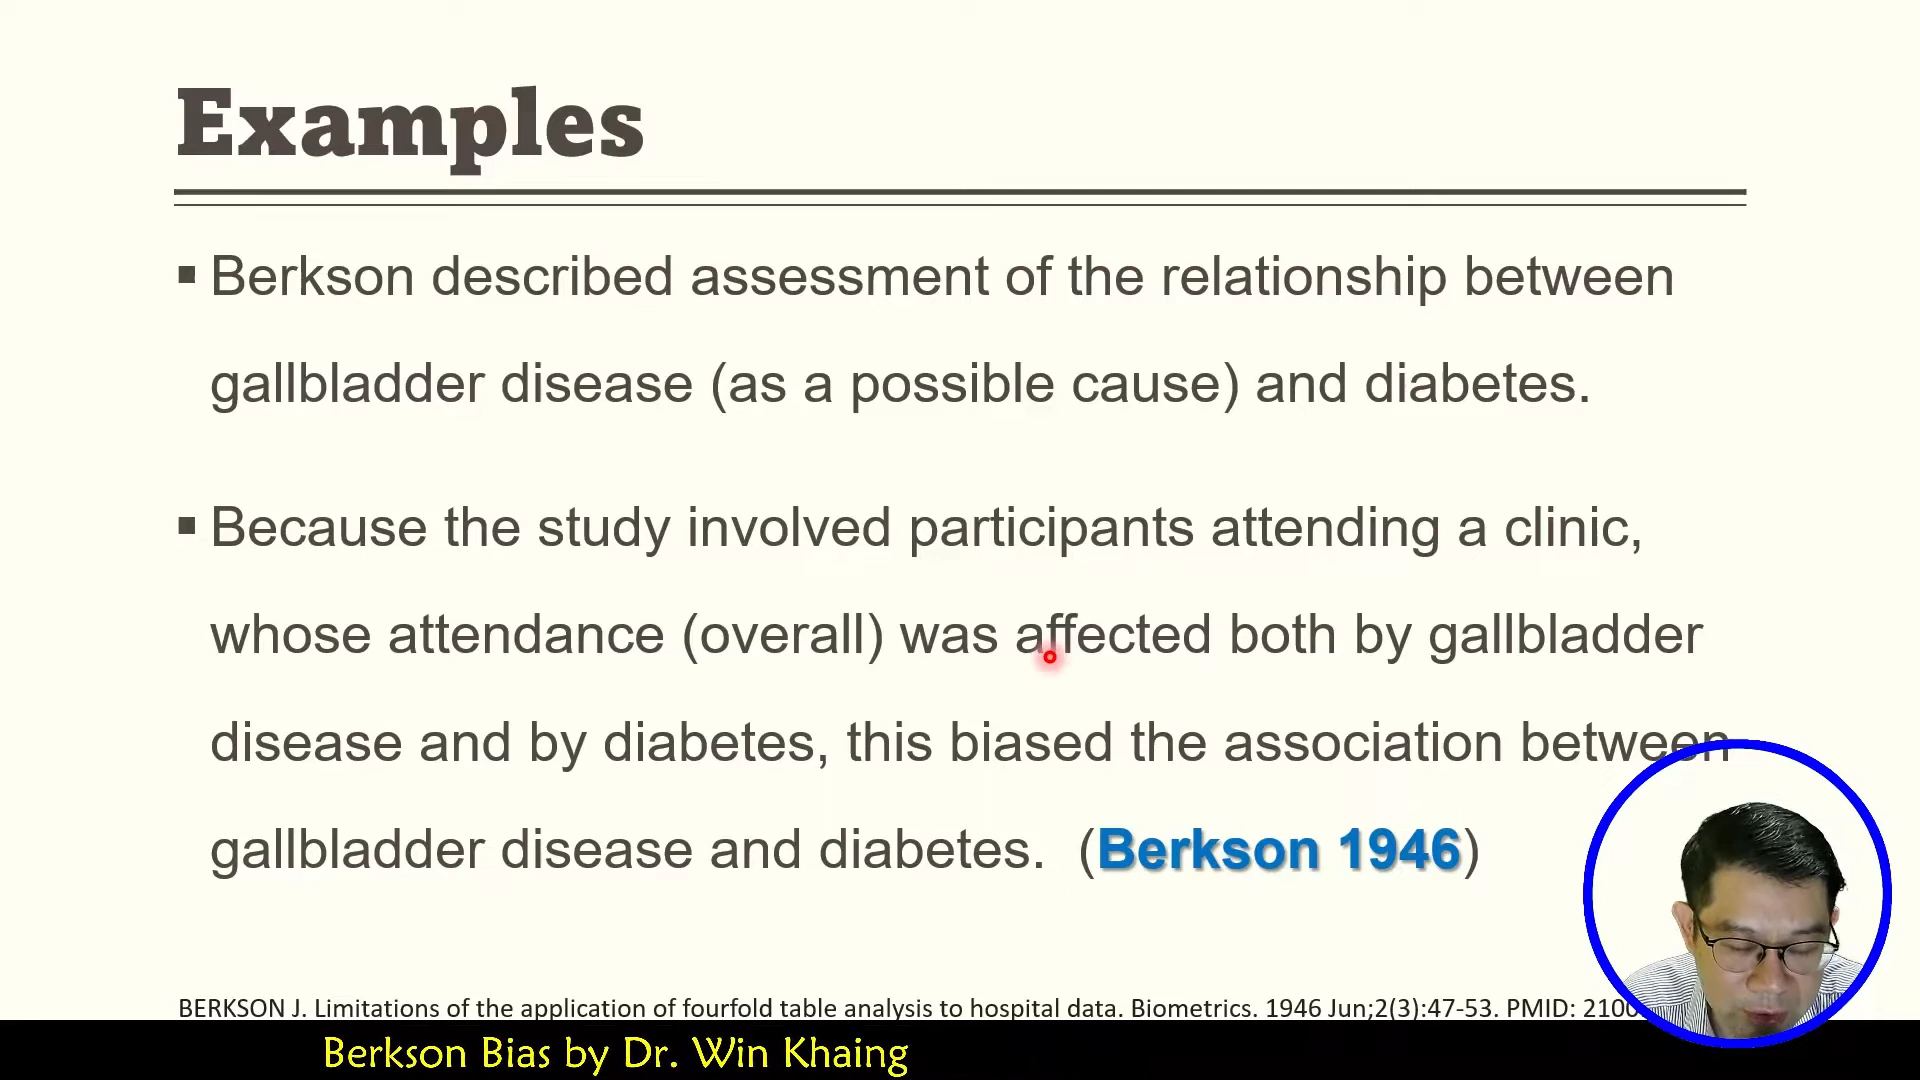 Examples
▪ Berkson described assessment of the relationship between
gallbladder disease (as a possible cause) and diabetes.
▪ Because the study involved participants attending a clinic,
whose attendance (overall) was affected both by gallbladder
disease and by diabetes, this biased the association between
gallbladder disease and diabetes. (Berkson 1946)
BERKSON J. Limitations of the application of fourfold table analysis to hospital data. Biometrics. 1946 Jun;2(3):47-53. PMID:
Berkson Bias by Dr. Win Khaing